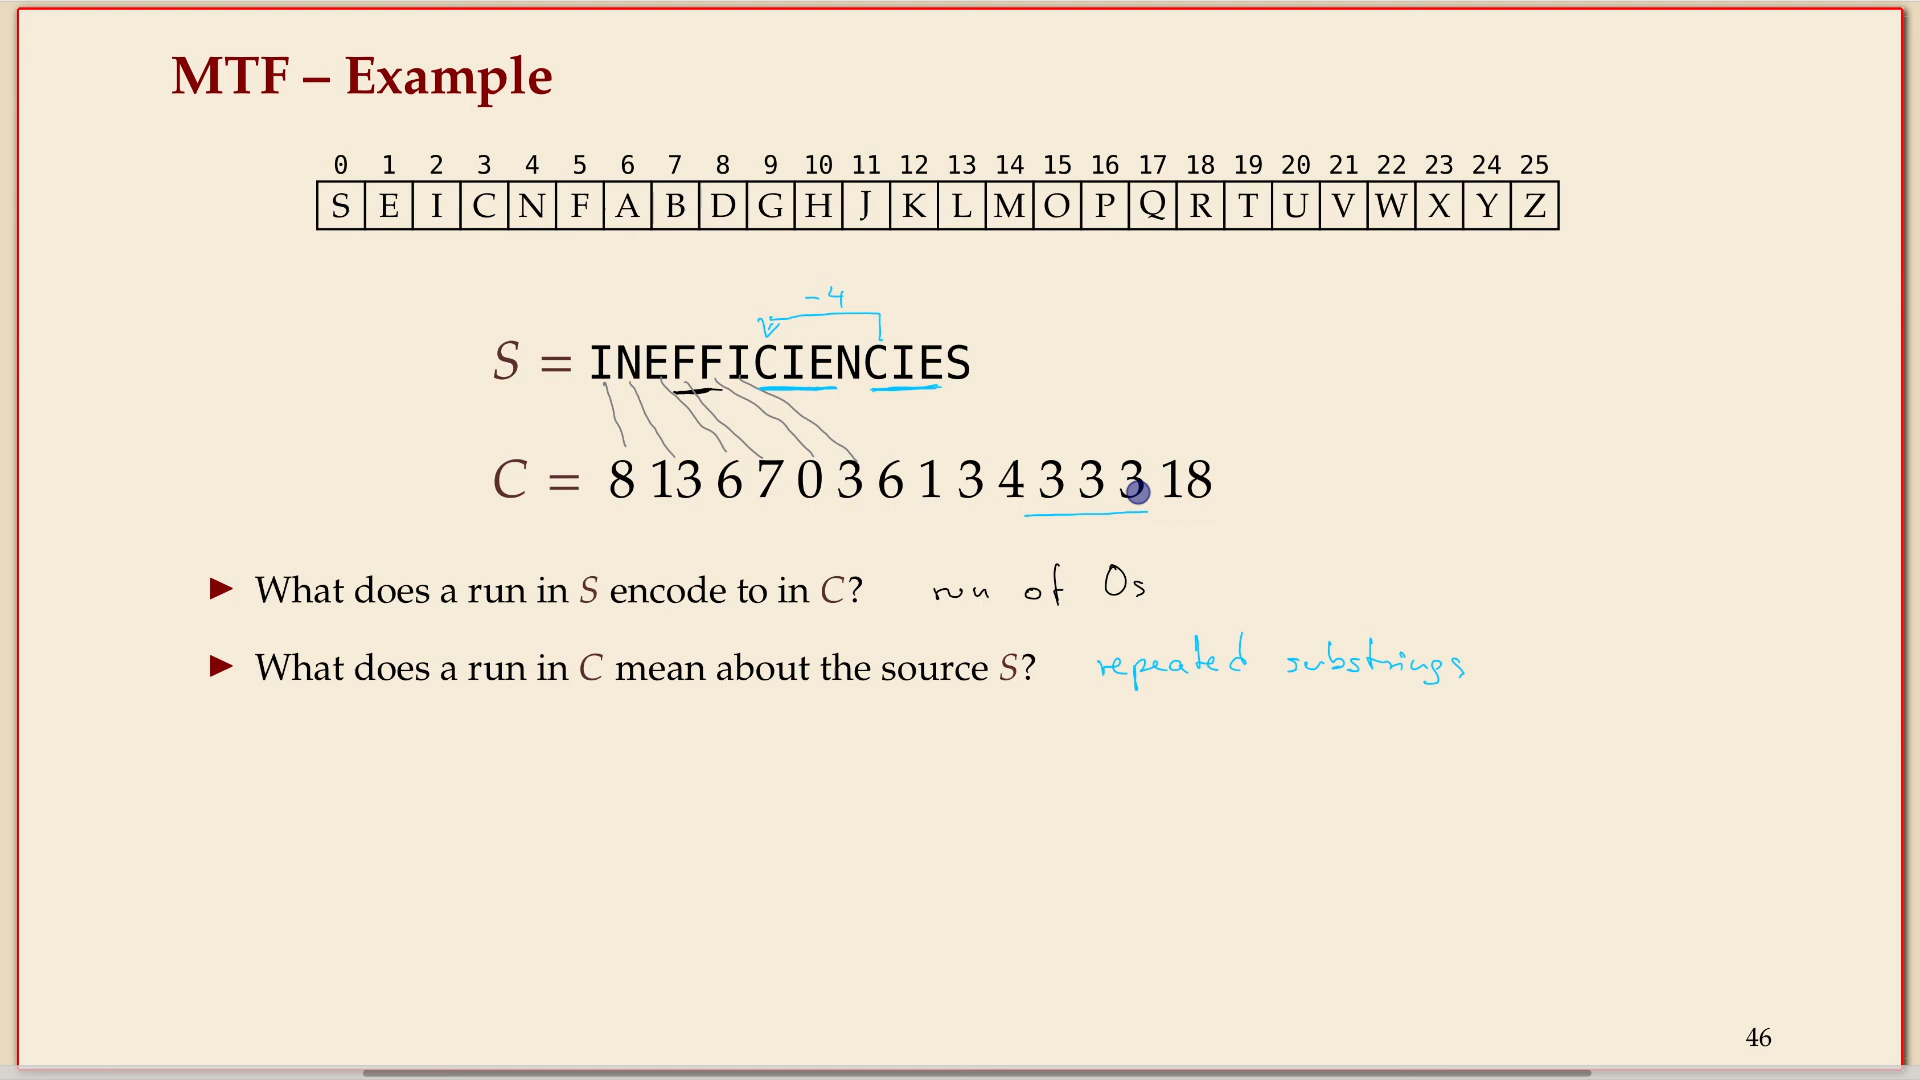 MTF – Example
0 1 2 3 4 5 6 7 8 9 10 11 12 13 14 15 16 17 18 19 20 21 22 23 24 25
S E I C N F A B D G H J K L M O P Q R T U V W X Y Z
-4
S = INEFFICIENCIES
C = 8 13 6 7 0 3 6 1 3 4 3 3 3 18
► What does a run in S encode to in C? run of 0s
► What does a run in C mean about the source S? repeated substrings
46